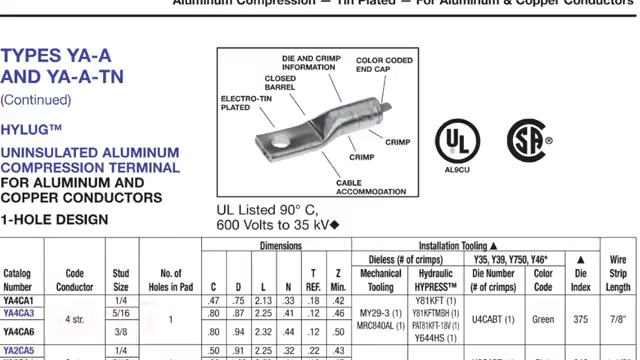 Aluminum Compression — Tin Plated — For Aluminum & Copper Conductors
TYPES YA-A
AND YA-A-TN
(Continued)
HYLUG™
UNINSULATED ALUMINUM
COMPRESSION TERMINAL
FOR ALUMINUM AND
COPPER CONDUCTORS
1-HOLE DESIGN
DIE AND CRIMP
INFORMATION
COLOR CODED
END CAP
CLOSED
BARREL
ELECTRO-TIN
PLATED
CRIMP
CRIMP
CABLE
ACCOMMODATION
UL
AL9CU
SA ®
UL Listed 90° C,
600 Volts to 35 kV◆
Dimensions Installation Tooling ▲
Dieless (# of crimps) Y35, Y39, Y750, Y46* ▲ Wire
Catalog Code Stud No. of T Z Mechanical Hydraulic Die Number Color Die Strip
Number Conductor Size Holes in Pad C D L N REF. Min. Tooling HYPRESS™ (# of crimps) Code Index Length
YA4CA1 1/4 .47 .75 2.13 .33 .18 .42 Y81KFT (1)
YA4CA3 5/16 .80 .87 2.25 .41 .12 .46 Y81KFTMBH (1)
4 str. 1 MY29-3 (1) U4CABT (1) Green 375 7/8"
MRC840AL (1)
YA4CA6 3/8 .80 .94 2.32 .44 .12 .50 PAT81KFT-18V (1)
Y644HS (1)
YA2CA5 1/4 .50 .91 2.25 .32 .22 .43